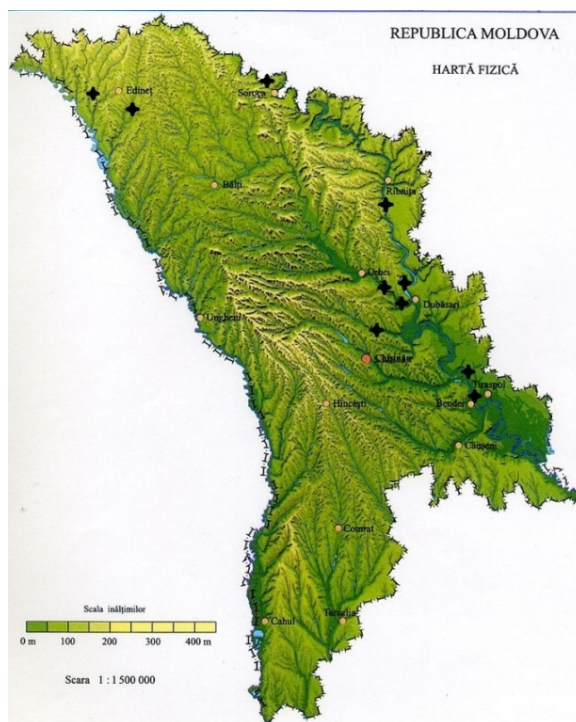 REPUBLICA MOLDOVA
HARTĂ FIZICĂ
Edineț
Soroca
Bălți
Rîbnița
Orhei
Dubăsari
Ungheni
Chișinău
Tiraspol
Hîncești
Bender
Căușeni
Comrat
Cahul
Taraclia
Scala inălțimilor
0 m 100 200 300 400 m
Scara 1 : 1 500 000